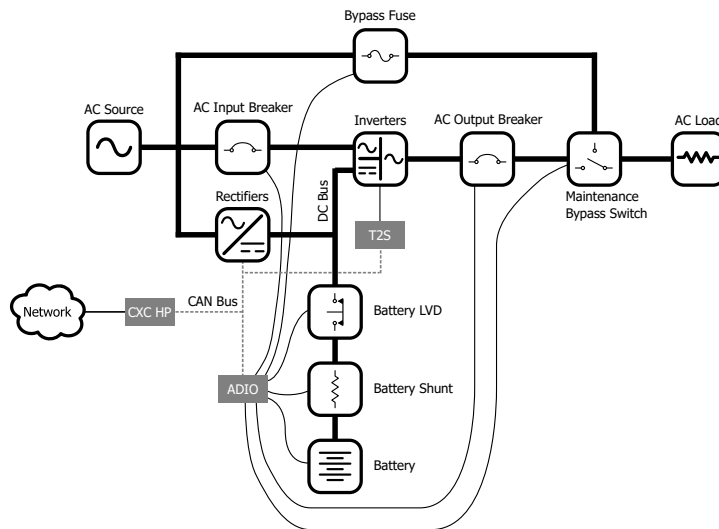 Bypass Fuse
AC Source
AC Input Breaker
Inverters
AC Output Breaker
AC Load
DC Bus
Rectifiers
Maintenance
Bypass Switch
T2S
Network
CXC HP
CAN Bus
Battery LVD
ADIO
Battery Shunt
Battery